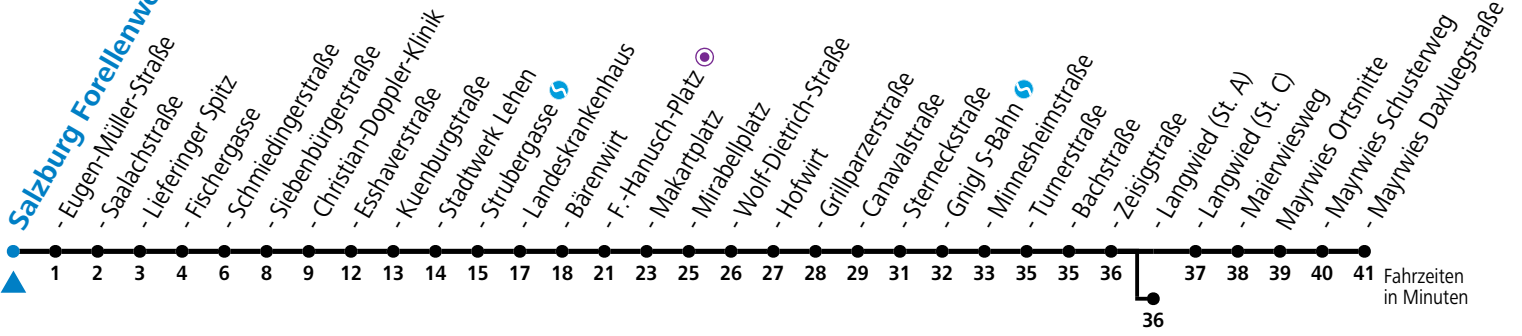 Salzburg
- Eugen-Müller-Straße
- Saalachstraße
- Lieferinger Spitz
- Fischergasse
- Schmiedingerstraße
- Siebenbürgerstraße
- Christian-Doppler-Klinik
- Esshaverstraße
- Kuenburgstraße
- Stadtwerk Lehen
- Strubergasse
- Landeskrankenhaus
- Bärenwirt
- F.-Hanusch-Platz
- Makartplatz
- Mirabellplatz
- Wolf-Dietrich-Straße
- Hofwirt
- Grillparzerstraße
- Canavalstraße
- Sterneckstraße
- Gnigl S-Bahn
- Minnesheimstraße
- Turnerstraße
- Bachstraße
- Zeisigstraße
- Langwied (St. A)
- Langwied (St. C)
- Maierwiesweg
Mayrwies Ortsmitte
- Mayrwies Schusterweg
- Mayrwies Daxluegstraße
1 2 3 4 6 8 9 12 13 14 15 17 18 21 23 25 26 27 28 29 31 32 33 35 35 36 37 38 39 40 41
Fahrzeiten
in Minuten
36